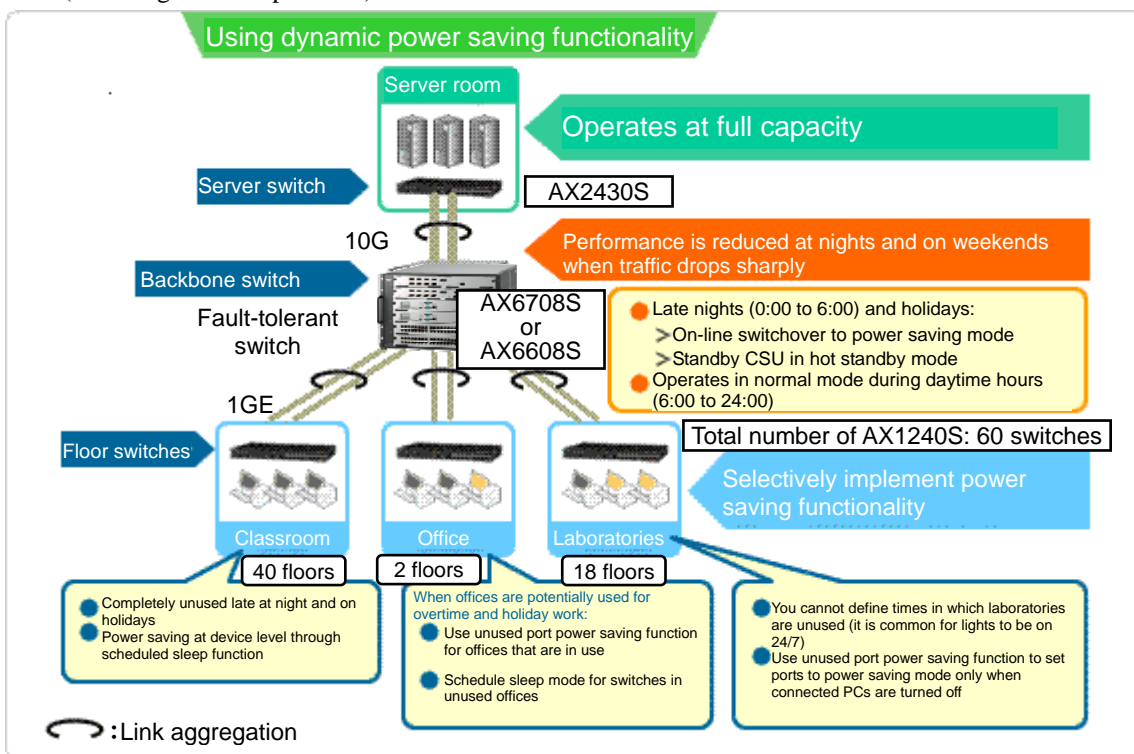 Using dynamic power saving functionality
Server room
Operates at full capacity
Server switch
AX2430S
10G
Performance is reduced at nights and on weekends
when traffic drops sharply
Backbone switch
Fault-tolerant
switch
AX6708S
or
AX6608S
Late nights (0:00 to 6:00) and holidays:
>On-line switchover to power saving mode
>Standby CSU in hot standby mode
Operates in normal mode during daytime hours
(6:00 to 24:00)
1GE
Floor switches
Total number of AX1240S: 60 switches
Selectively implement power
saving functionality
Classroom
Office
Laboratories
40 floors
2 floors
18 floors
Completely unused late at night and on
holidays
Power saving at device level through
scheduled sleep function
When offices are potentially used for
overtime and holiday work:
Use unused port power saving function
for offices that are in use
Schedule sleep mode for switches in
unused offices
You cannot define times in which laboratories
are unused (it is common for lights to be on
24/7)
Use unused port power saving function to set
ports to power saving mode only when
connected PCs are turned off
:Link aggregation